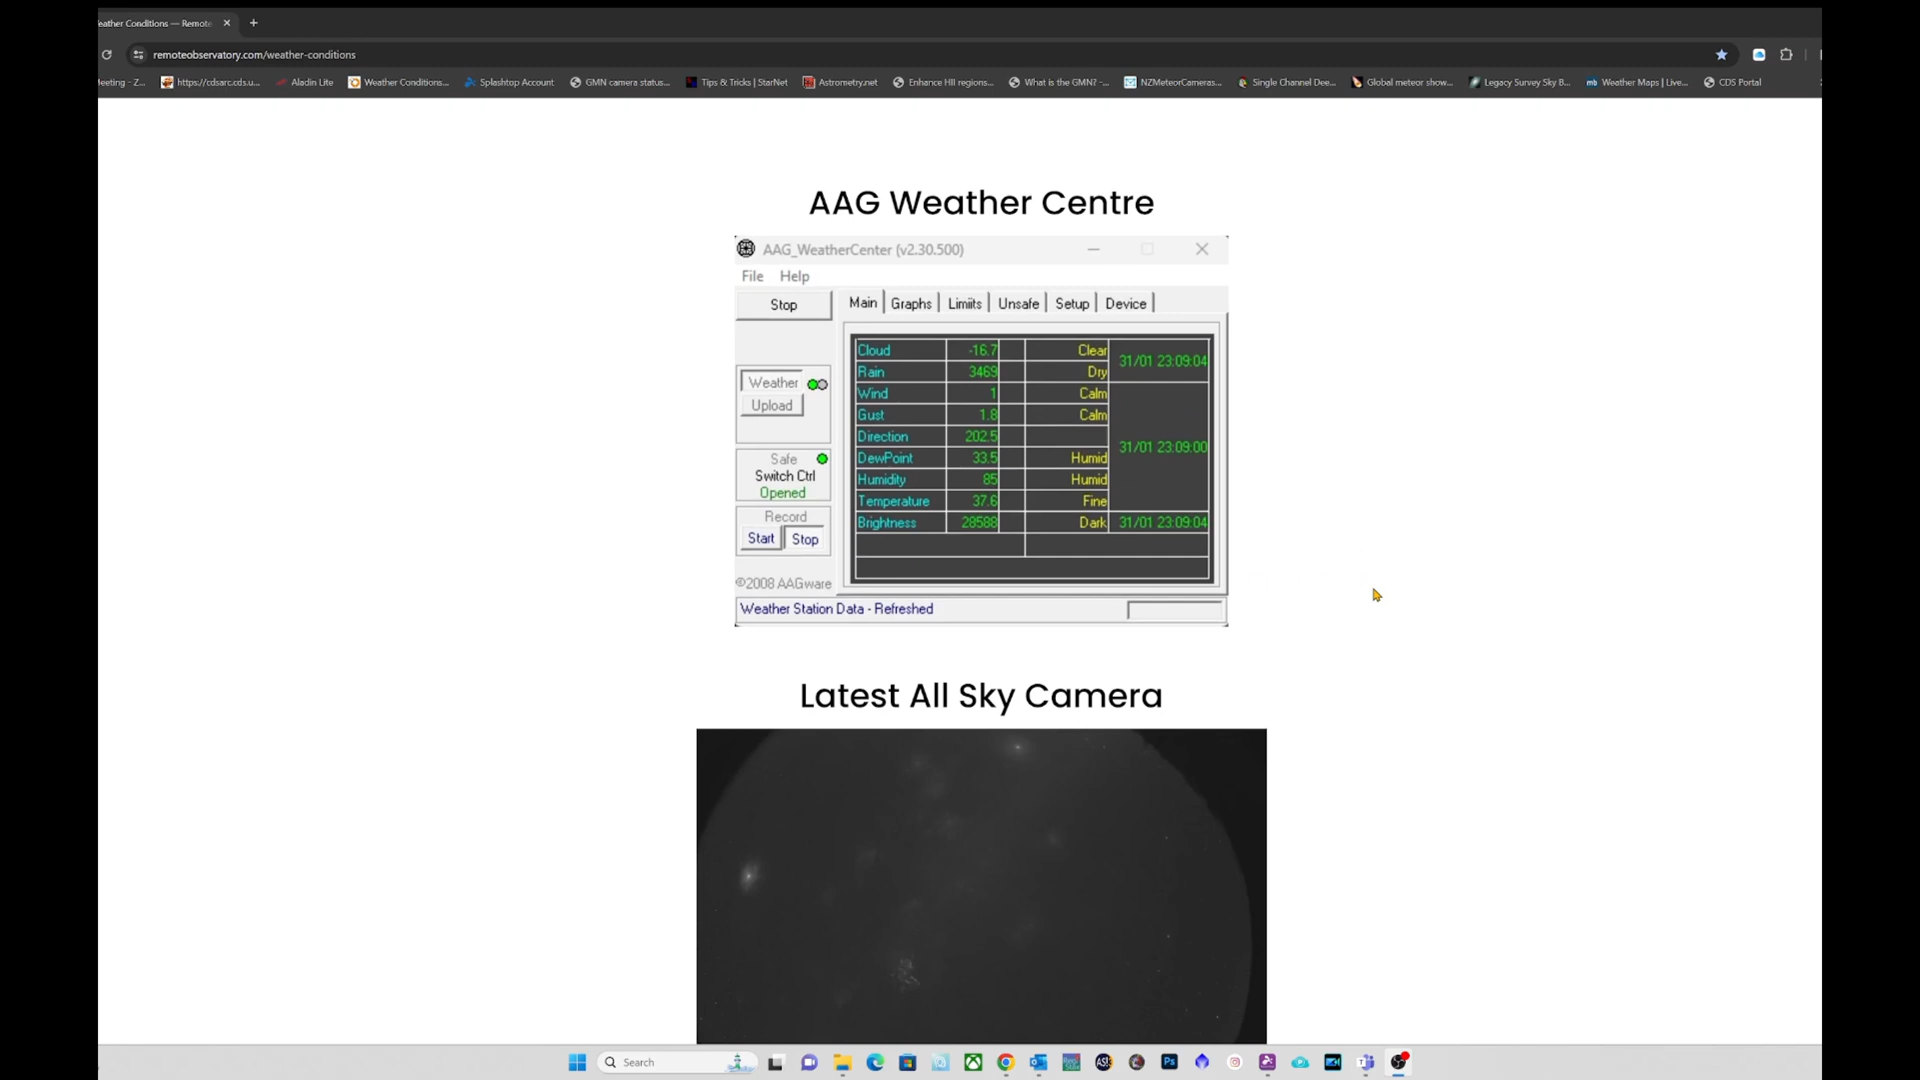 eather Conditions — Remote
remoteobservatory.com/weather-conditions
Meeting - Z...
https://cdsarc.cds.u...
Aladin Lite
Weather Conditions...
Splashtop Account
GMN camera status...
Tips & Tricks | StarNet
Astrometry.net
Enhance HII regions...
What is the GMN? -...
NZMeteorCameras...
Single Channel Dee...
Global meteor show...
Legacy Survey Sky B...
Weather Maps | Live...
CDS Portal
AAG Weather Centre
AAG_WeatherCenter (v2.30.500)
File Help
Stop
Main Graphs Limiits Unsafe Setup Device
Cloud -16.7 Clear 31/01 23:09:04
Rain 3469 Dry
Wind 1 Calm
Gust 1.8 Calm
Direction 202.5 31/01 23:09:00
DewPoint 33.5 Humid
Humidity 85 Humid
Temperature 37.6 Fine
Brightness 28588 Dark 31/01 23:09:04
Weather
Upload
Safe
Switch Ctrl
Opened
Record
Start Stop
©2008 AAGware
Weather Station Data - Refreshed
Latest All Sky Camera
Search